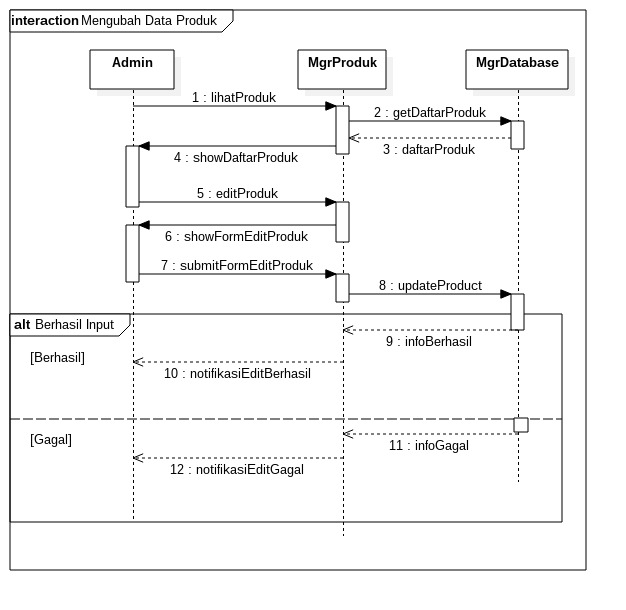 interaction Mengubah Data Produk
Admin
MgrProduk
MgrDatabase
1 : lihatProduk
2 : getDaftarProduk
3 : daftarProduk
4 : showDaftarProduk
5 : editProduk
6 : showFormEditProduk
7 : submitFormEditProduk
8 : updateProduct
alt Berhasil Input
9 : infoBerhasil
[Berhasil]
10 : notifikasiEditBerhasil
[Gagal]
11 : infoGagal
12 : notifikasiEditGagal